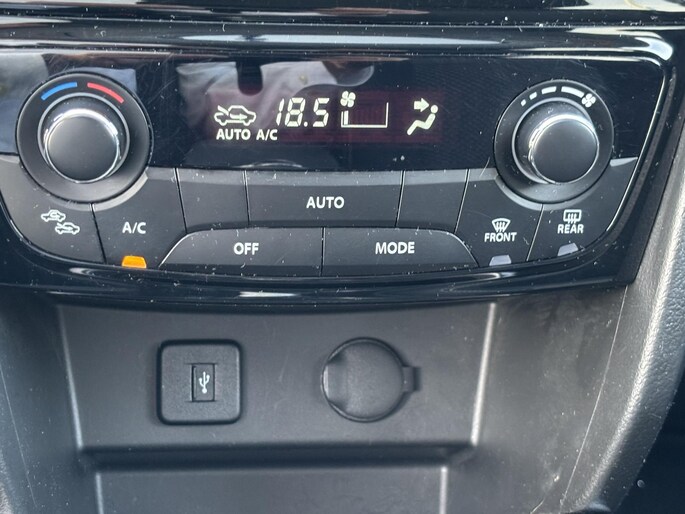 18.5
AUTO A/C
AUTO
A/C
OFF
MODE
FRONT
REAR